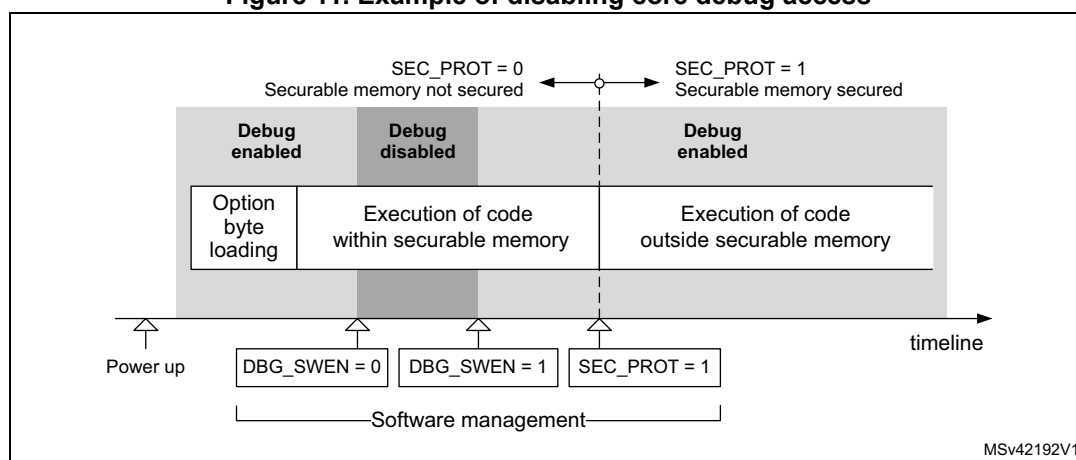 Figure 11. Example of disabling core debug access
SEC_PROT = 0
Securable memory not secured
SEC_PROT = 1
Securable memory secured
Debug
enabled
Debug
disabled
Debug
enabled
Option
byte
loading
Execution of code
within securable memory
Execution of code
outside securable memory
timeline
Power up
DBG_SWEN = 0
DBG_SWEN = 1
SEC_PROT = 1
Software management
MSv42192V1